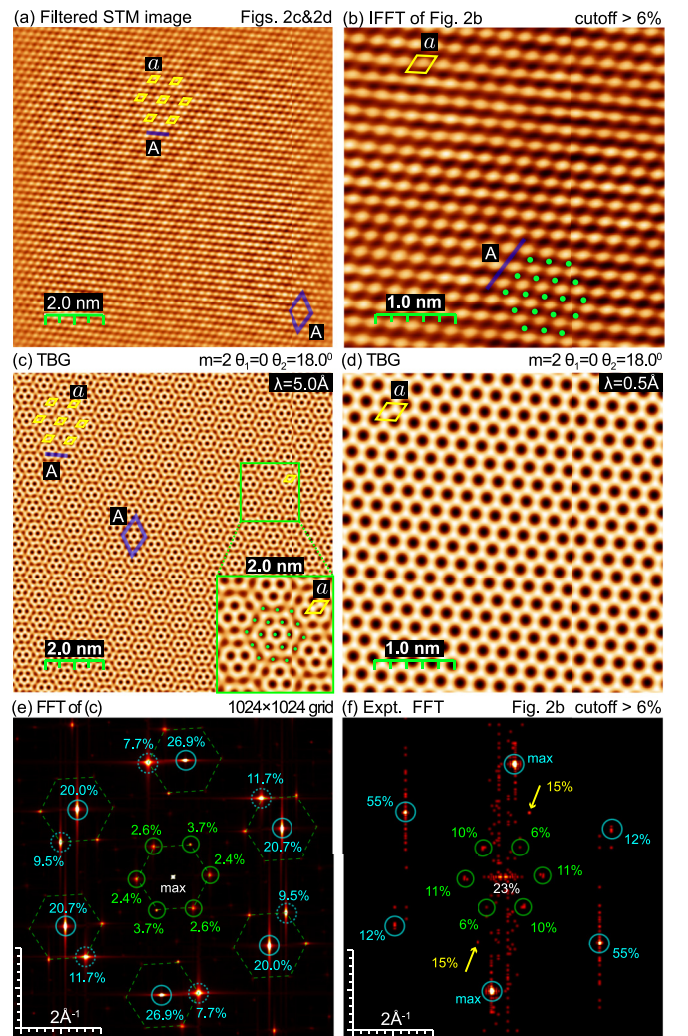 (a) Filtered STM image Figs. 2c&2d
a
A
2.0 nm
A
(b) IFFT of Fig. 2b cutoff > 6%
a
A
1.0 nm
(c) TBG m=2 θ1=0 θ2=18.0⁰
λ=5.0Å
a
A
A
2.0 nm
a
2.0 nm
(d) TBG m=2 θ1=0 θ2=18.0⁰
λ=0.5Å
a
1.0 nm
(e) FFT of (c) 1024×1024 grid
7.7% 26.9%
11.7%
20.0%
20.7%
9.5%
2.6% 3.7%
2.4%
max
2.4%
3.7% 2.6%
9.5%
20.7%
20.0%
11.7%
26.9% 7.7%
2Å⁻¹
(f) Expt. FFT Fig. 2b cutoff > 6%
max
15%
55%
12%
10% 6%
11%
11% 23%
6% 10%
12%
55%
15%
max
2Å⁻¹